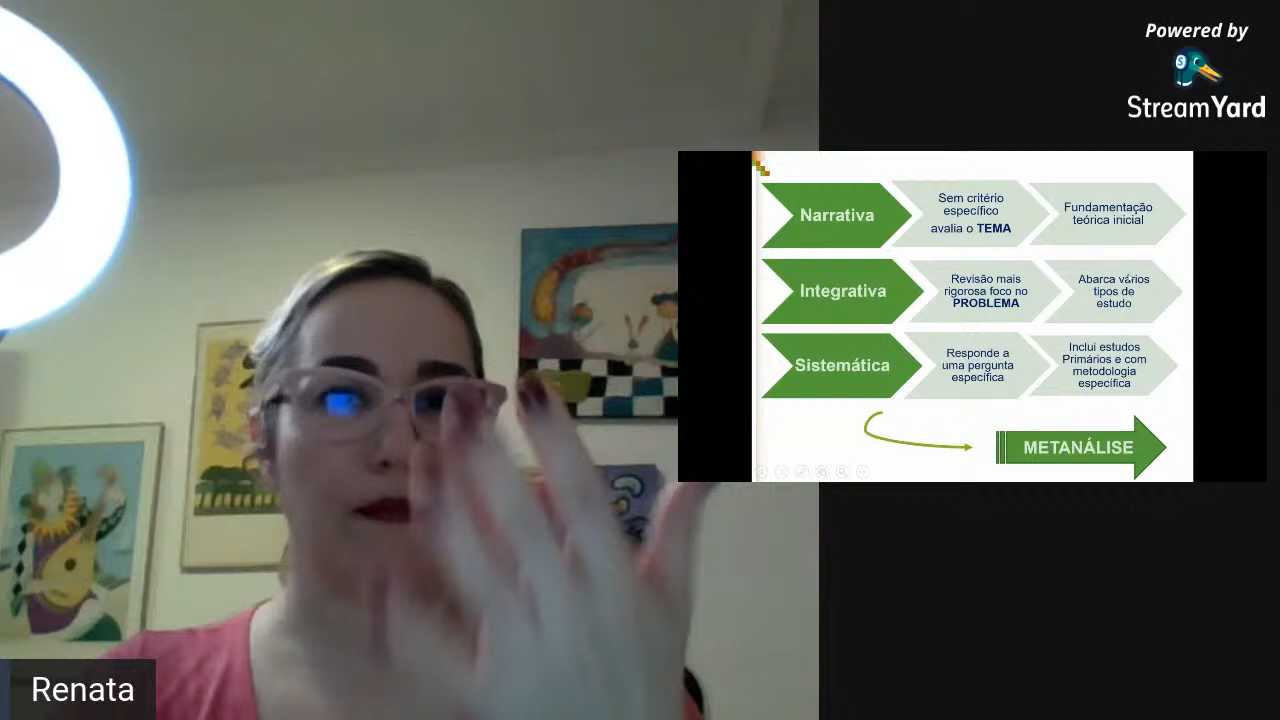 Powered by
StreamYard
Narrativa
Sem critério
específico
avalia o TEMA
Fundamentação
teórica inicial
Integrativa
Revisão mais
rigorosa foco no
PROBLEMA
Abarca vários
tipos de
estudo
Sistemática
Responde a
uma pergunta
específica
Inclui estudos
Primários e com
metodologia
específica
METANÁLISE
Renata